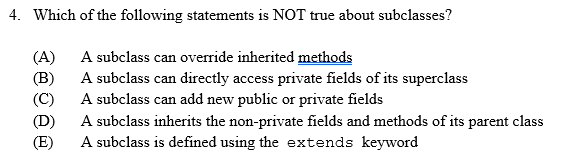 4. Which of the following statements is NOT true about subclasses?
(A) A subclass can override inherited methods
(B) A subclass can directly access private fields of its superclass
(C) A subclass can add new public or private fields
(D) A subclass inherits the non-private fields and methods of its parent class
(E) A subclass is defined using the extends keyword